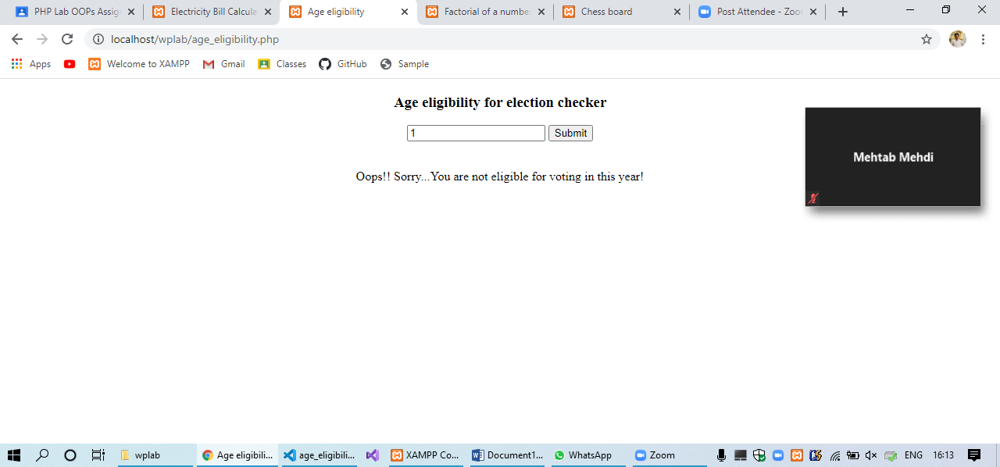 PHP Lab OOPs Assig
Electricity Bill Calcula
Age eligibility
Factorial of a numbe
Chess board
Post Attendee - Zoo
localhost/wplab/age_eligibility.php
Apps
Welcome to XAMPP
Gmail
Classes
GitHub
Sample
Age eligibility for election checker
1
Submit
Mehtab Mehdi
Oops!! Sorry...You are not eligible for voting in this year!
wplab
Age eligibili...
age_eligibili...
XAMPP Co...
Document1...
WhatsApp
Zoom
ENG
16:13